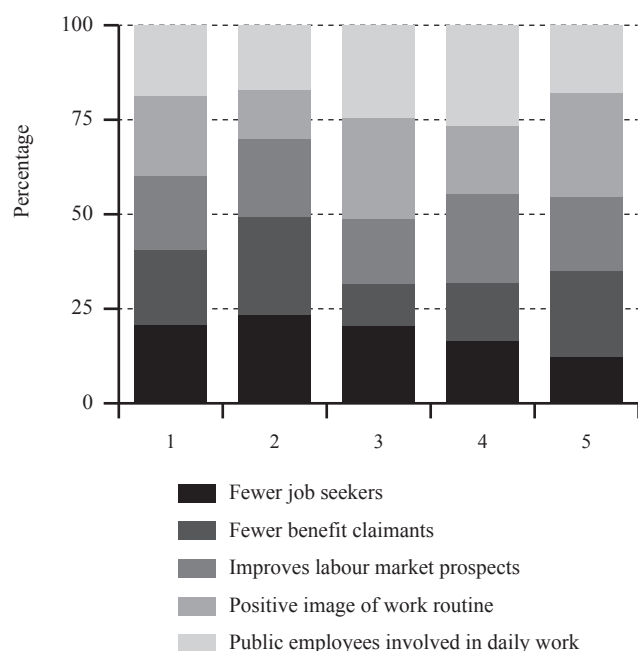 100
75
50
25
0
Percentage
1 2 3 4 5
Fewer job seekers
Fewer benefit claimants
Improves labour market prospects
Positive image of work routine
Public employees involved in daily work